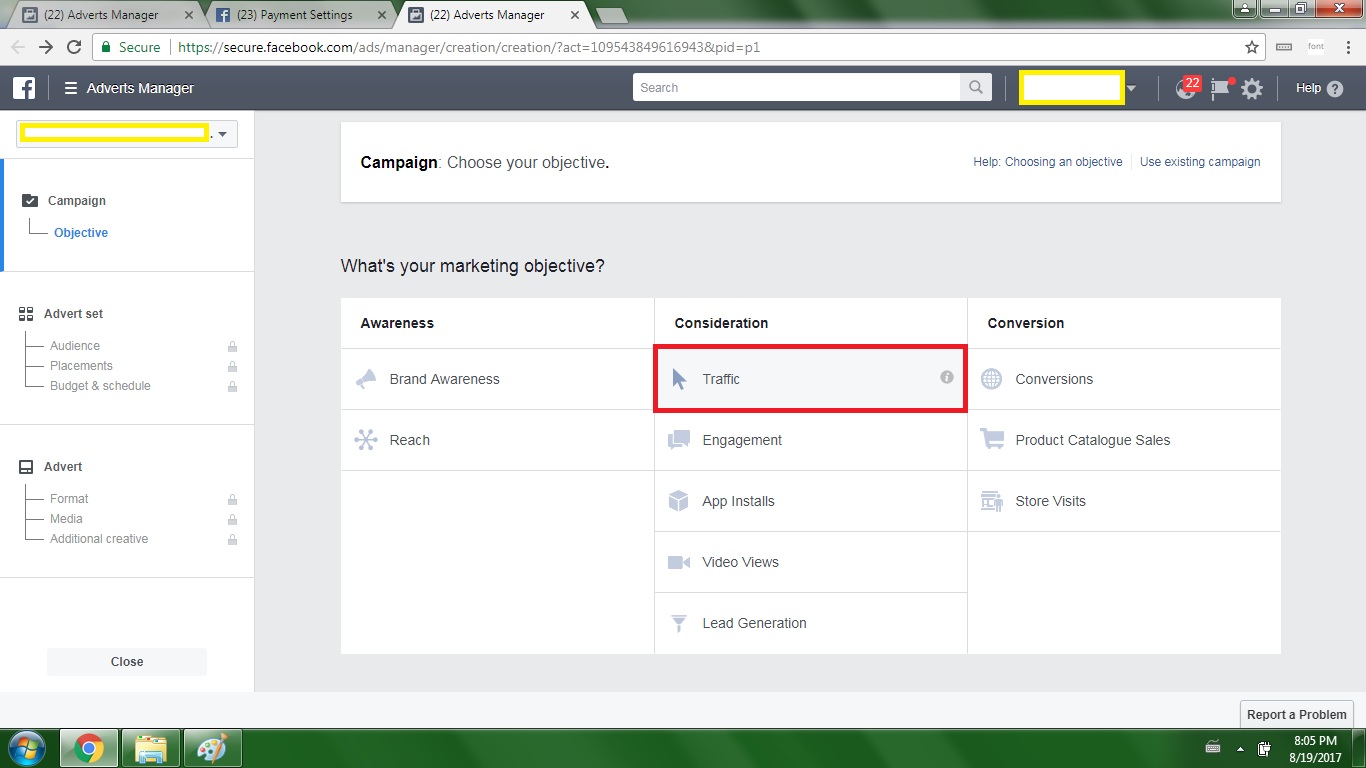 (22) Adverts Manager
(23) Payment Settings
(22) Adverts Manager
Secure https://secure.facebook.com/ads/manager/creation/creation/?act=109543849616943&pid=p1
font
Adverts Manager
Search
22
Help
Campaign: Choose your objective.
Help: Choosing an objective
Use existing campaign
Campaign
Objective
Advert set
Audience
Placements
Budget & schedule
Advert
Format
Media
Additional creative
Close
What's your marketing objective?
Awareness
Brand Awareness
Reach
Consideration
Traffic
Engagement
App Installs
Video Views
Lead Generation
Conversion
Conversions
Product Catalogue Sales
Store Visits
Report a Problem
8:05 PM
8/19/2017